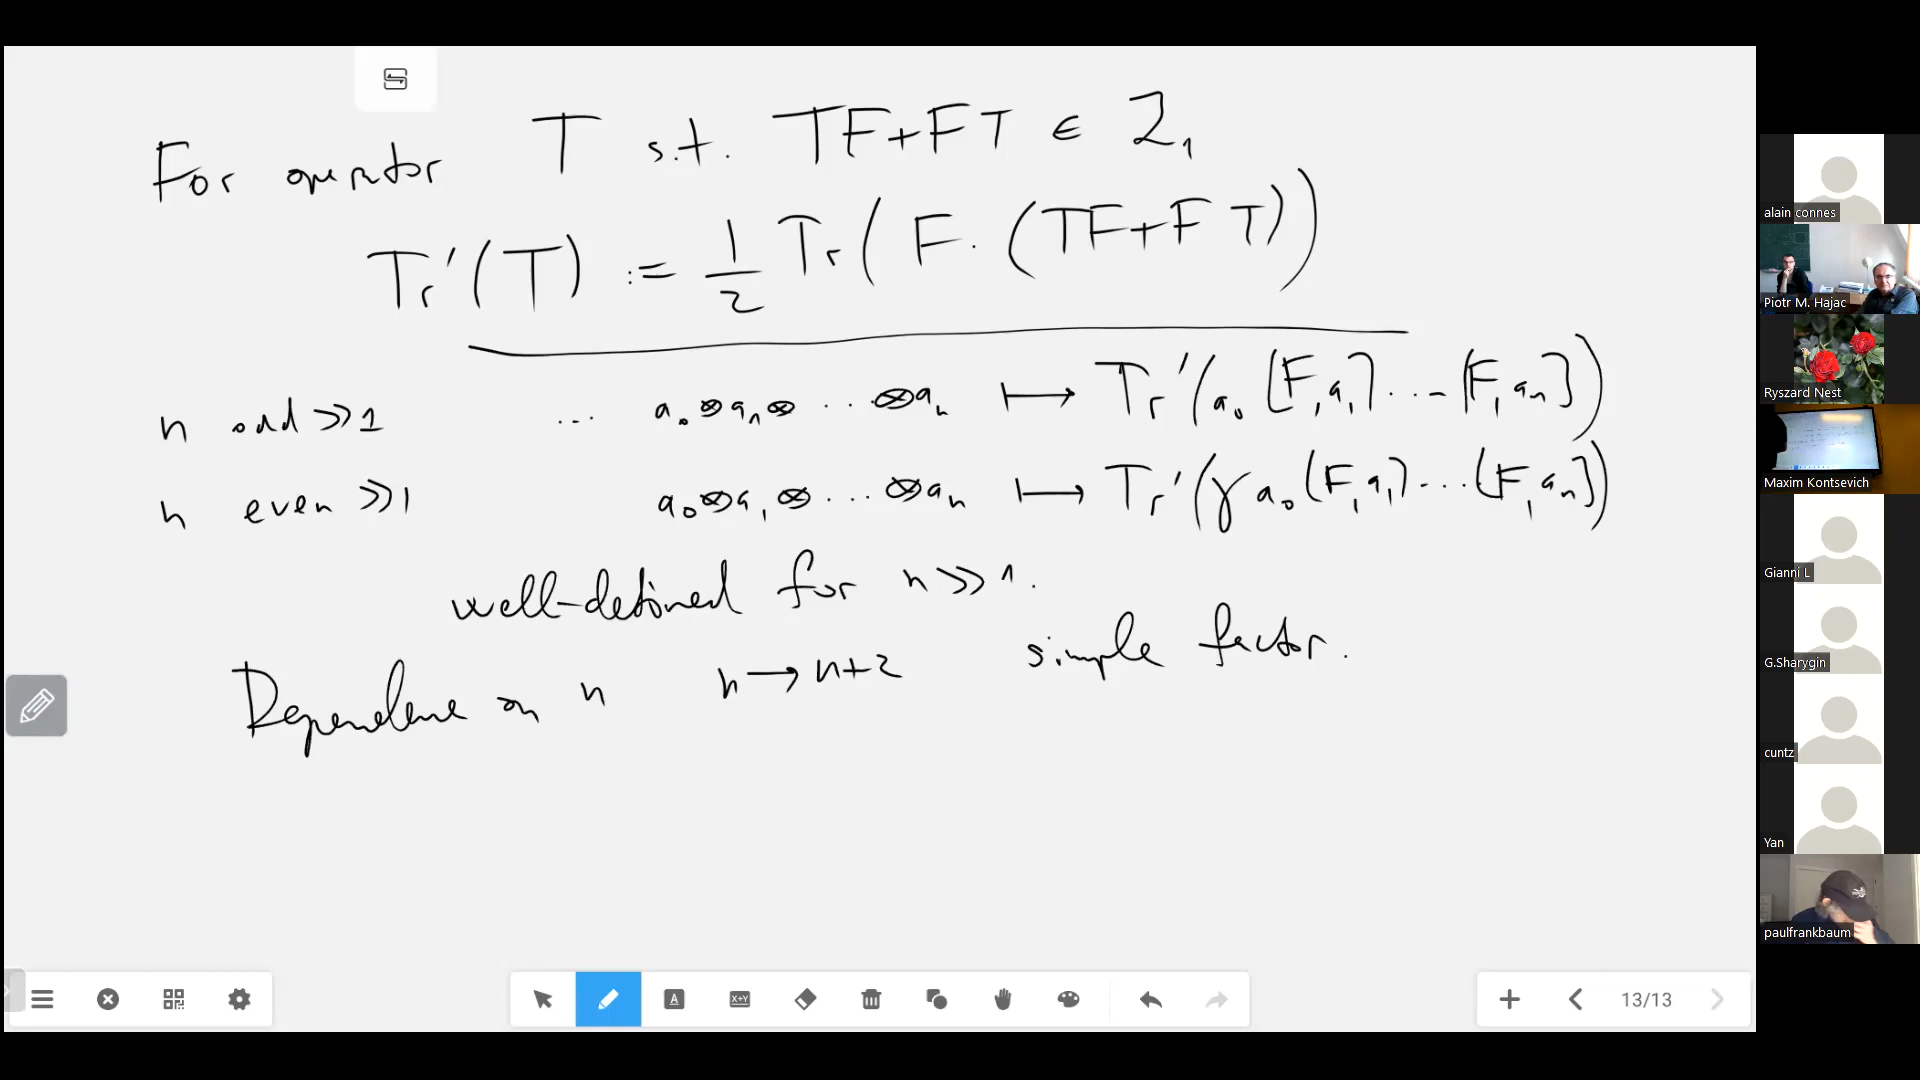 For operator T s.t. TF+FT ∈ L₁
Tr'(T) := 1/2 Tr(F.(TF+FT))
n odd ≫1 ... a₀⊗a₁⊗...⊗aₙ ↦ Tr'(a₀[F,a₁]...[F,aₙ])
n even ≫1 a₀⊗a₁⊗...⊗aₙ ↦ Tr'(γa₀[F,a₁]...[F,aₙ])
well-defined for n≫1.
Dependence on n n→n+2 simple factor.
alain connes
Piotr M. Hajac
Ryszard Nest
Maxim Kontsevich
Gianni L
G.Sharygin
cuntz
Yan
paulfrankbaum
A
X+Y
13/13